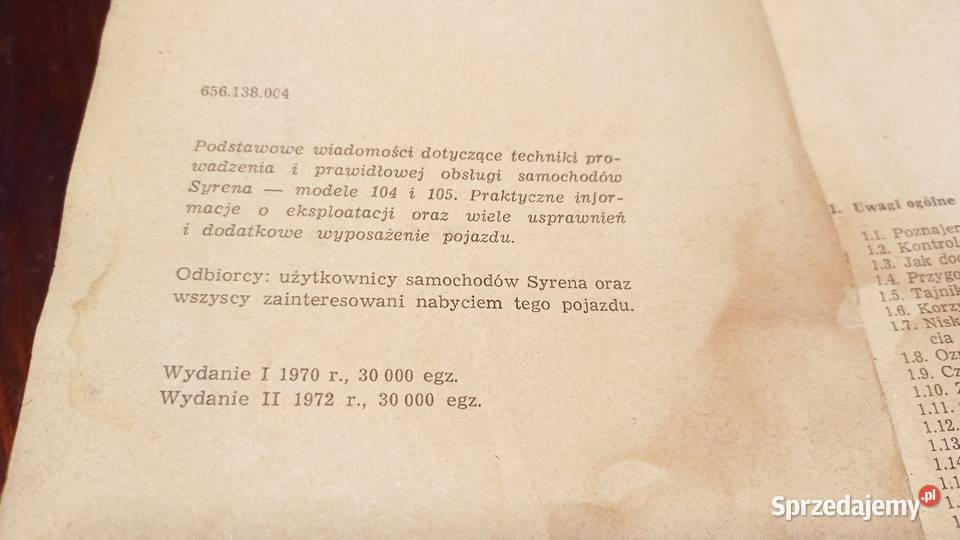 656.138.004
Podstawowe wiadomości dotyczące techniki pro-
wadzenia i prawidłowej obsługi samochodów
Syrena — modele 104 i 105. Praktyczne infor-
macje o eksploatacji oraz wiele usprawnień
i dodatkowe wyposażenie pojazdu.
Odbiorcy: użytkownicy samochodów Syrena oraz
wszyscy zainteresowani nabyciem tego pojazdu.
Wydanie I 1970 r., 30 000 egz.
Wydanie II 1972 r., 30 000 egz.
1. Uwagi ogólne
1.1. Poznajem
1.2. Kontrol
1.3. Jak do
1.4. Przygo
1.5. Tajnik
1.6. Korzy
1.7. Nisk
cia
1.8. Ozn
1.9. Cz
1.10.
1.11.
1.12.
1.13
1.14
Sprzedajemy.pl